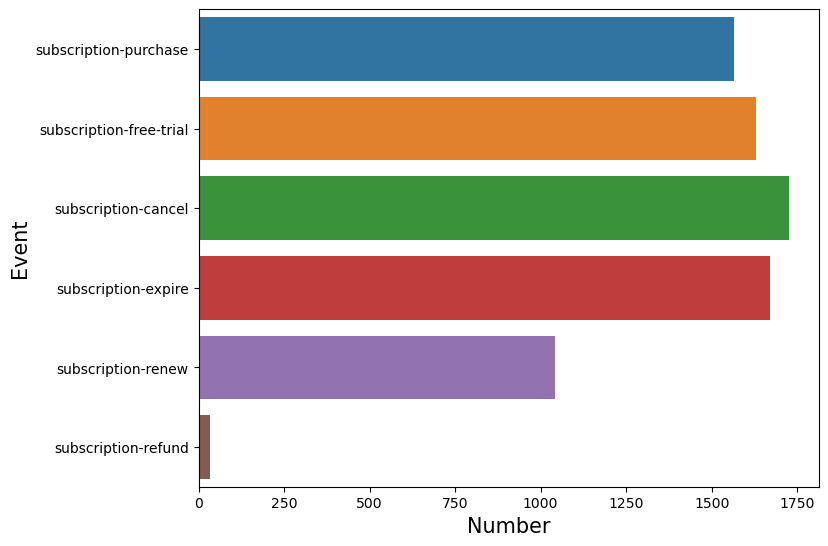 subscription-purchase
subscription-free-trial
subscription-cancel
subscription-expire
subscription-renew
subscription-refund
Event
0 250 500 750 1000 1250 1500 1750
Number